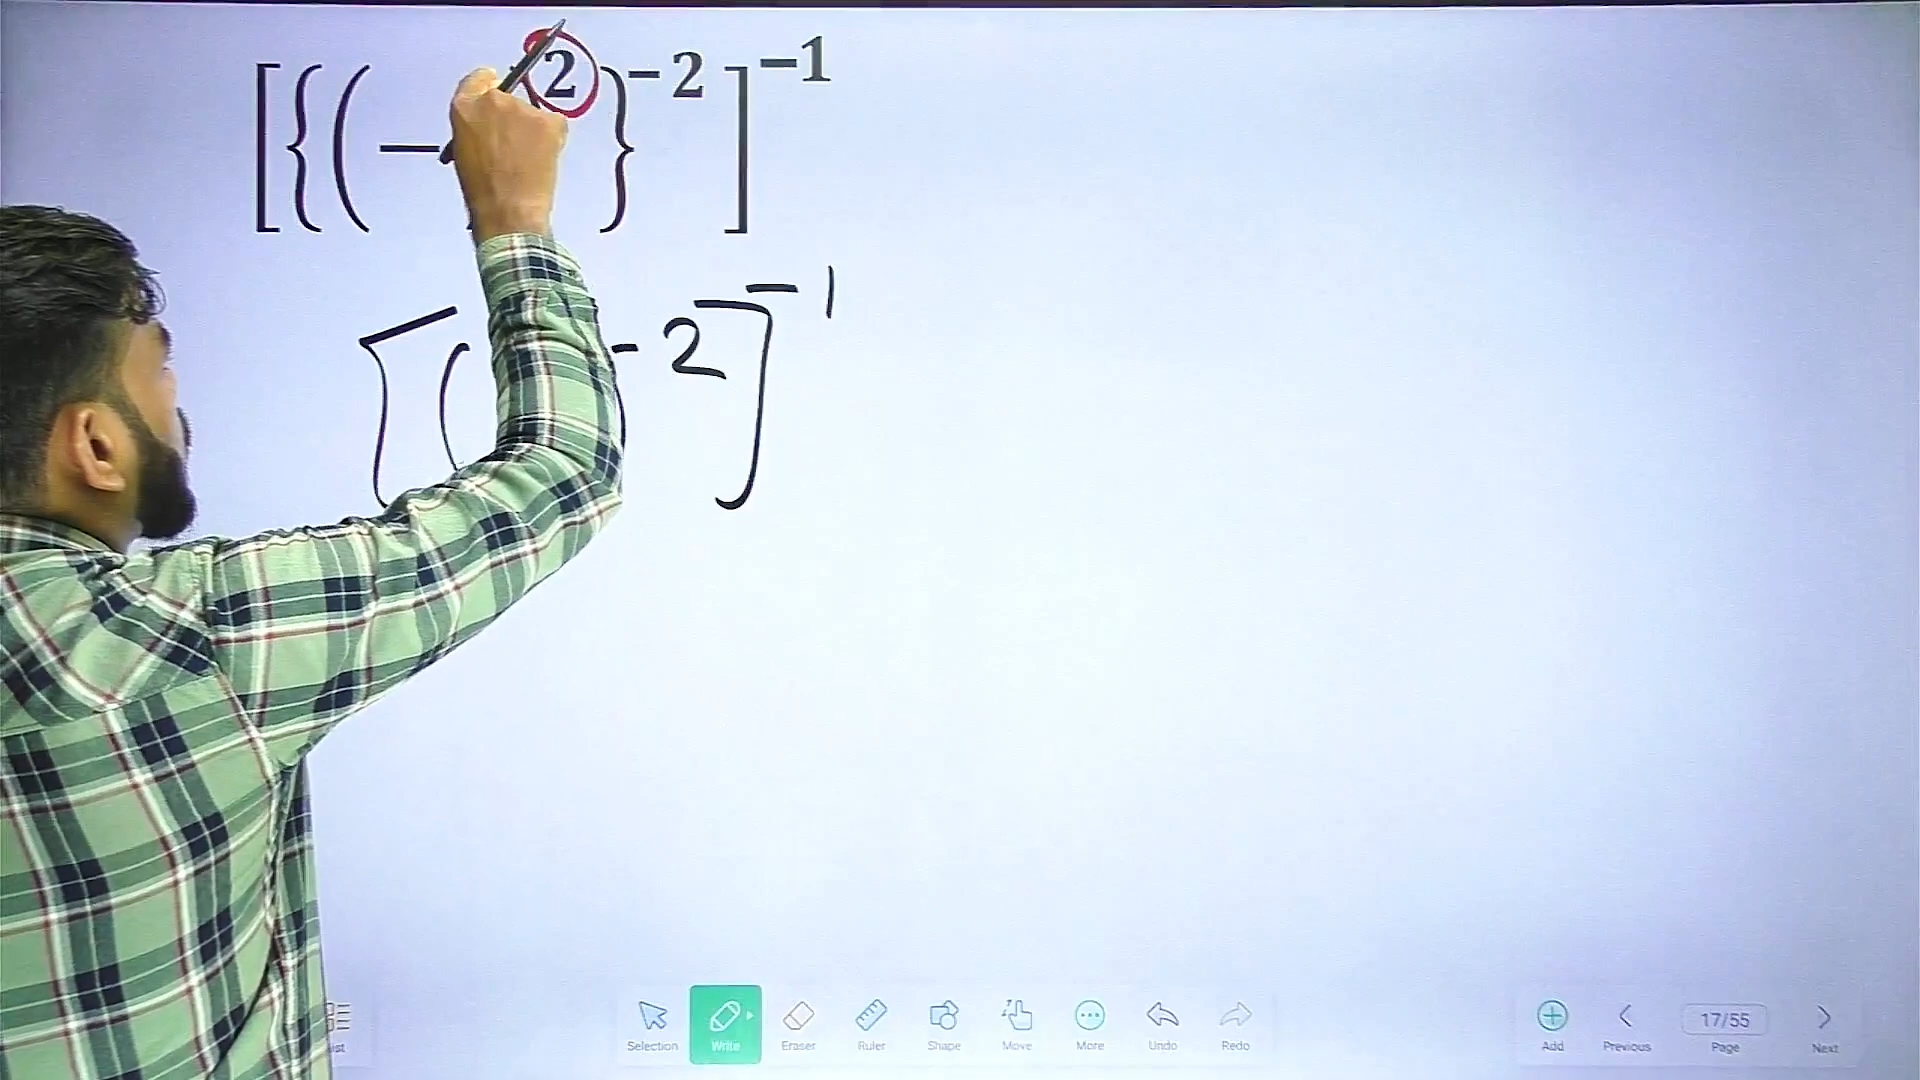 [{(− 2}−2]−1
[( −2]−1
Selection Write Eraser Ruler Shape Move More Undo Redo
Add Previous 17/55 Page Next